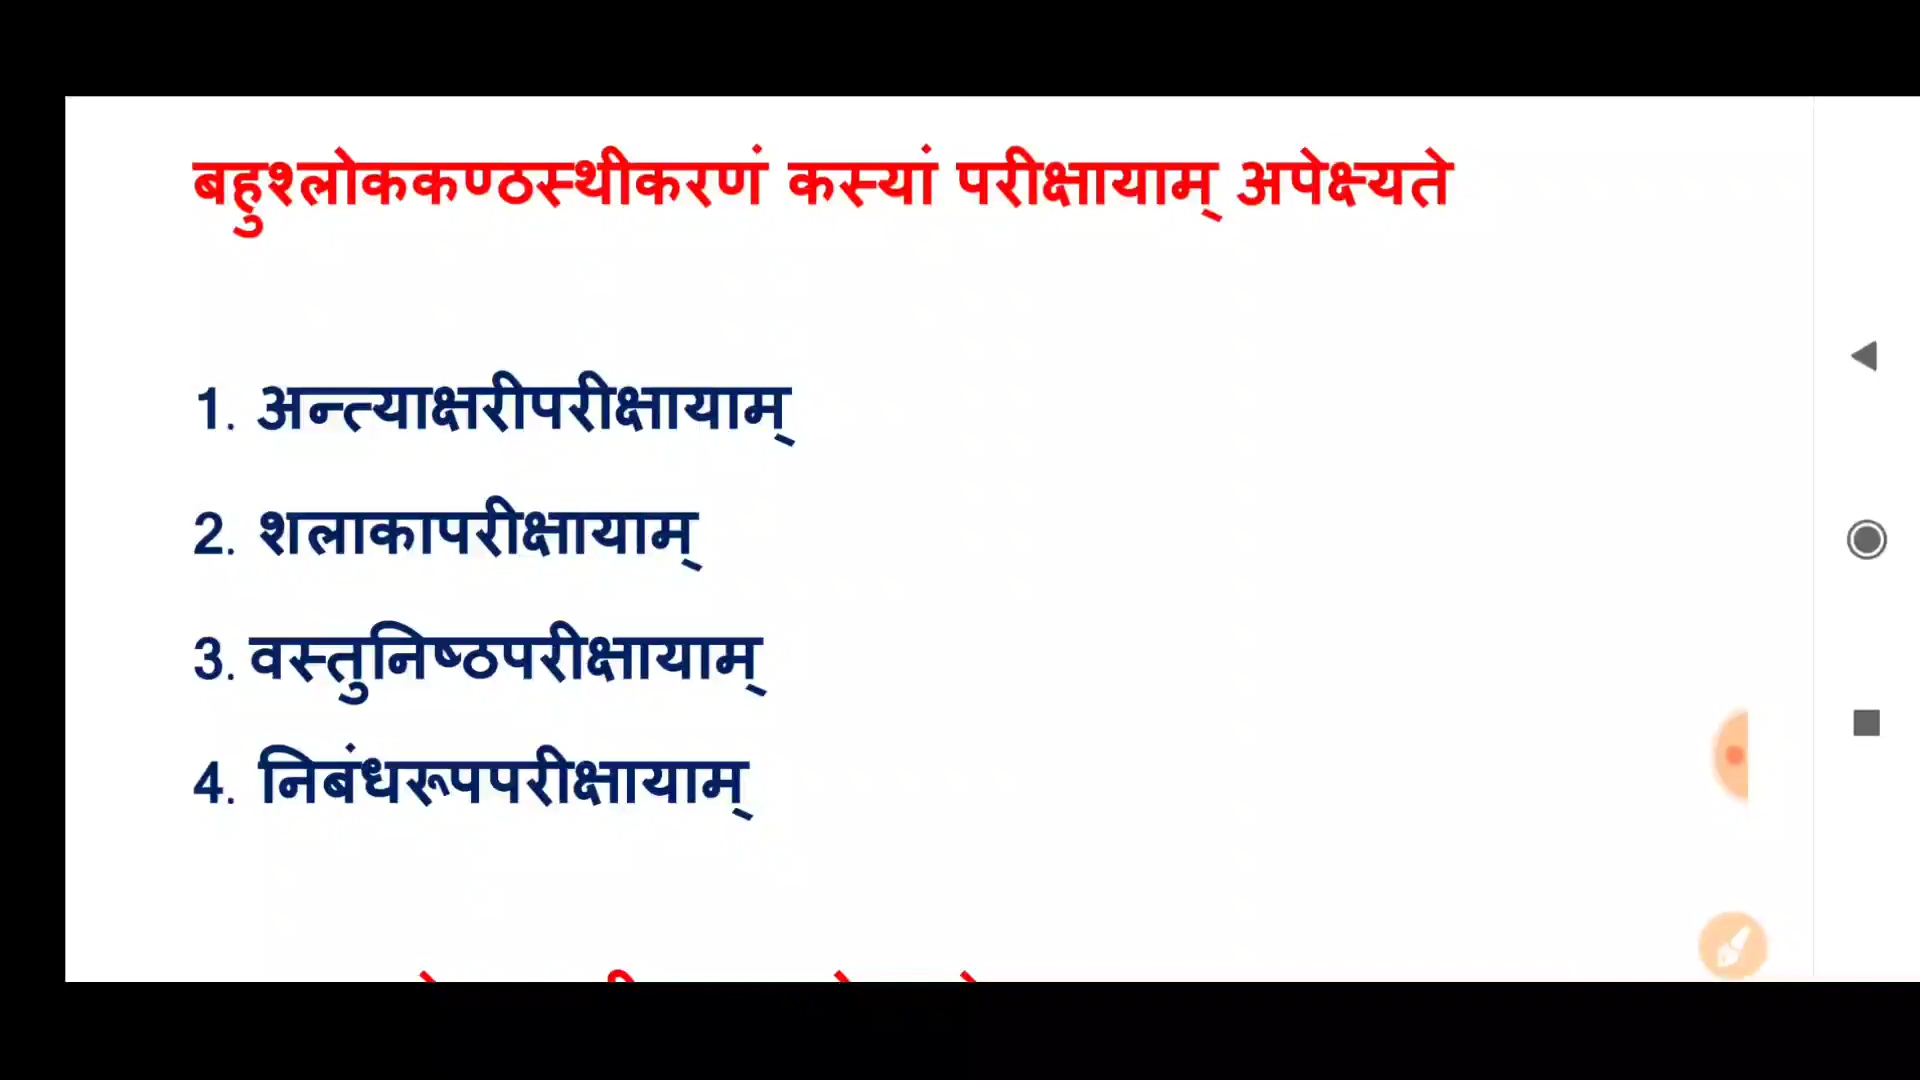 बहुश्लोककण्ठस्थीकरणं कस्यां परीक्षायाम् अपेक्ष्यते
1. अन्त्याक्षरीपरीक्षायाम्
2. शलाकापरीक्षायाम्
3. वस्तुनिष्ठपरीक्षायाम्
4. निबंधरूपपरीक्षायाम्